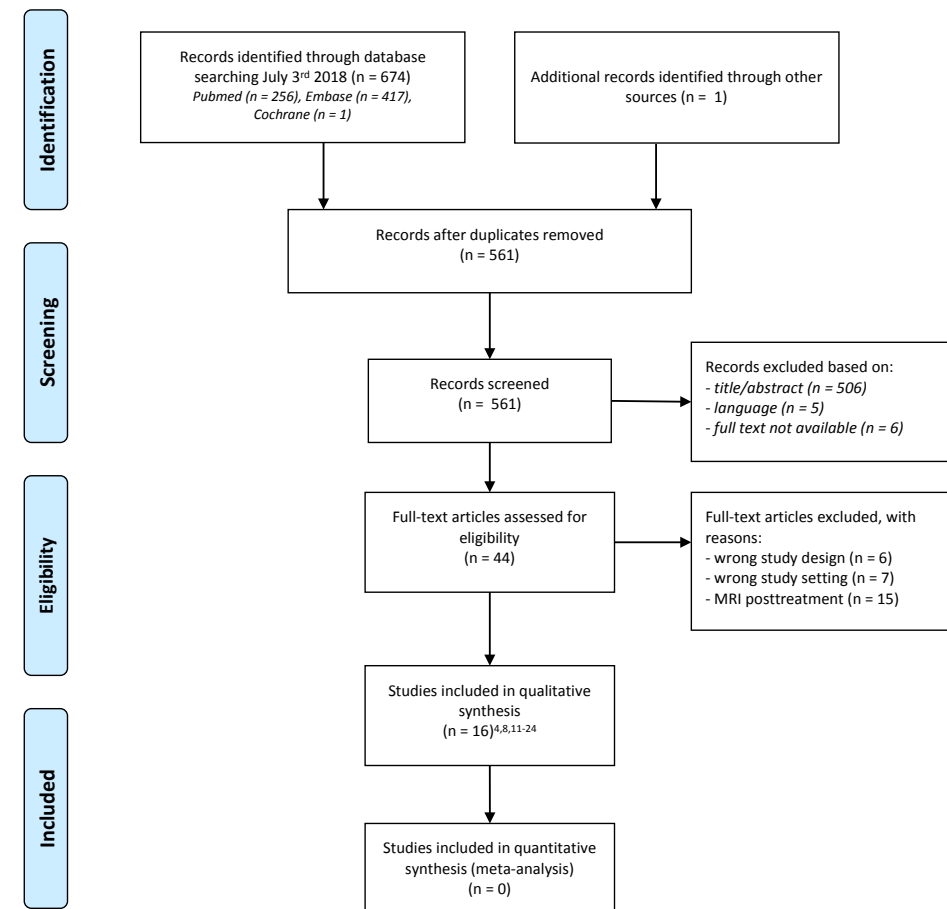 Identification
Records identified through database
searching July 3rd 2018 (n = 674)
Pubmed (n = 256), Embase (n = 417),
Cochrane (n = 1)
Additional records identified through other
sources (n = 1)
Records after duplicates removed
(n = 561)
Screening
Records screened
(n = 561)
Records excluded based on:
- title/abstract (n = 506)
- language (n = 5)
- full text not available (n = 6)
Eligibility
Full-text articles assessed for
eligibility
(n = 44)
Full-text articles excluded, with
reasons:
- wrong study design (n = 6)
- wrong study setting (n = 7)
- MRI posttreatment (n = 15)
Studies included in qualitative
synthesis
(n = 16)4,8,11-24
Included
Studies included in quantitative
synthesis (meta-analysis)
(n = 0)